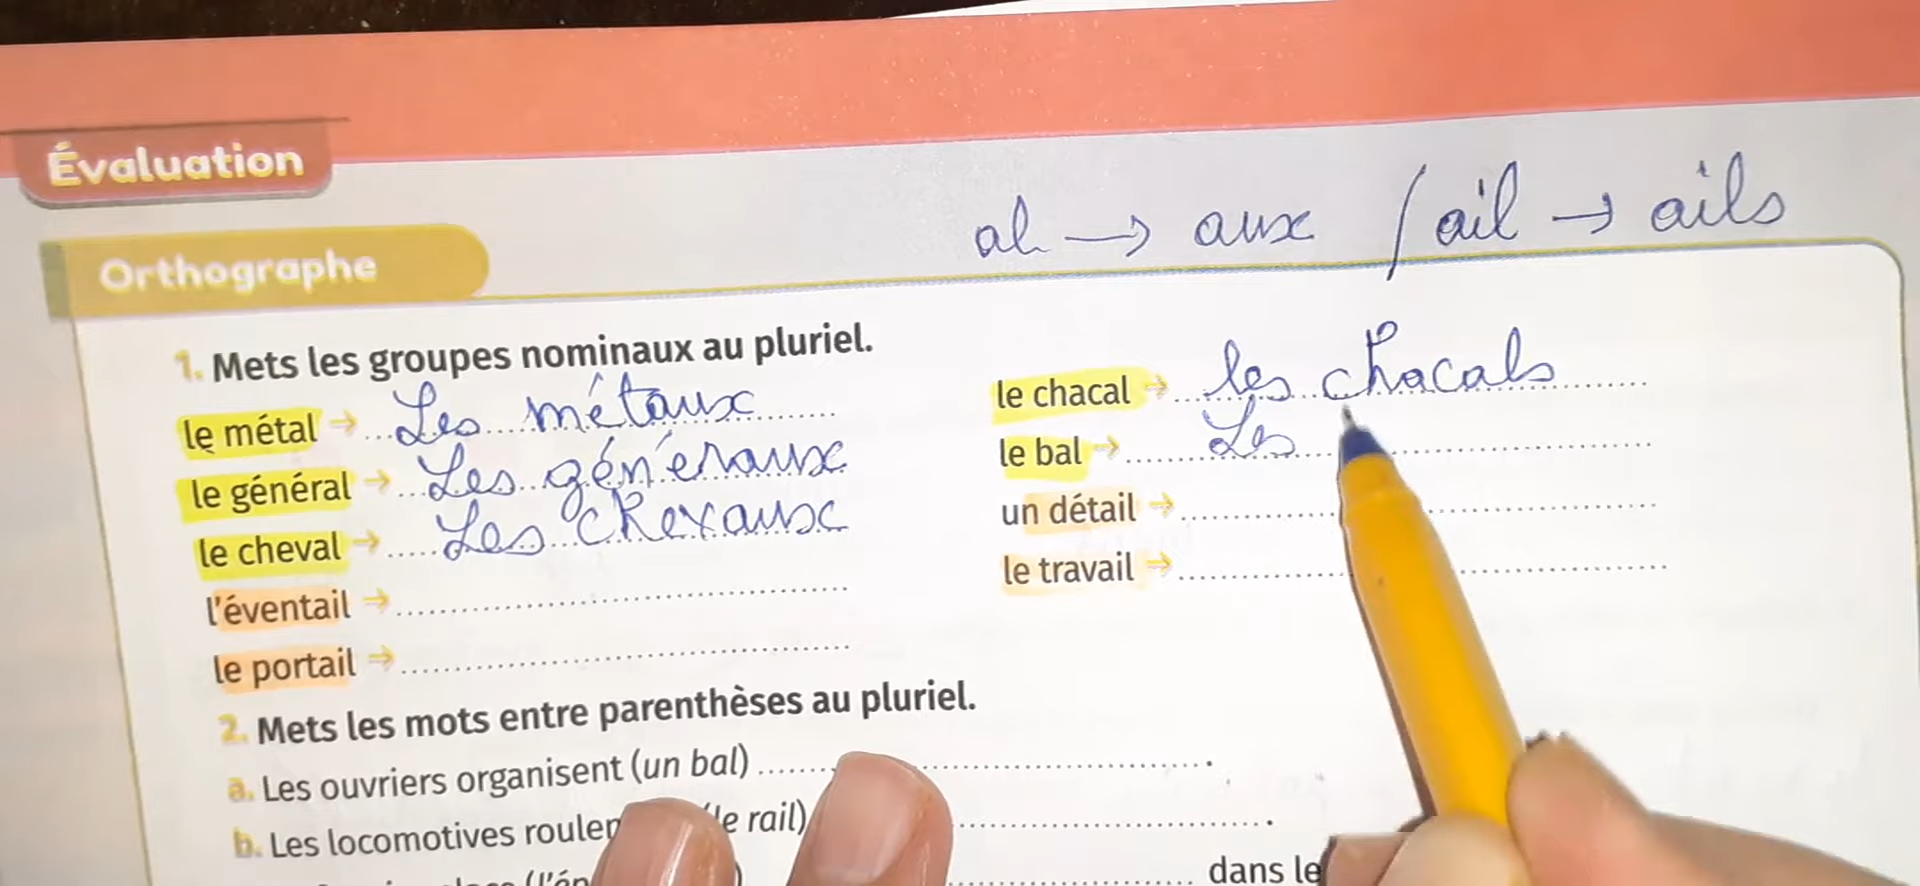 Évaluation
al → aux / ail → ails
Orthographe
1. Mets les groupes nominaux au pluriel.
le métal → Les métaux
le général → Les généraux
le cheval → Les chevaux
l'éventail →
le portail →
le chacal → les chacals
le bal → Les
un détail →
le travail →
2. Mets les mots entre parenthèses au pluriel.
a. Les ouvriers organisent (un bal) .
b. Les locomotives roulen le rail) .
(l'é dans le